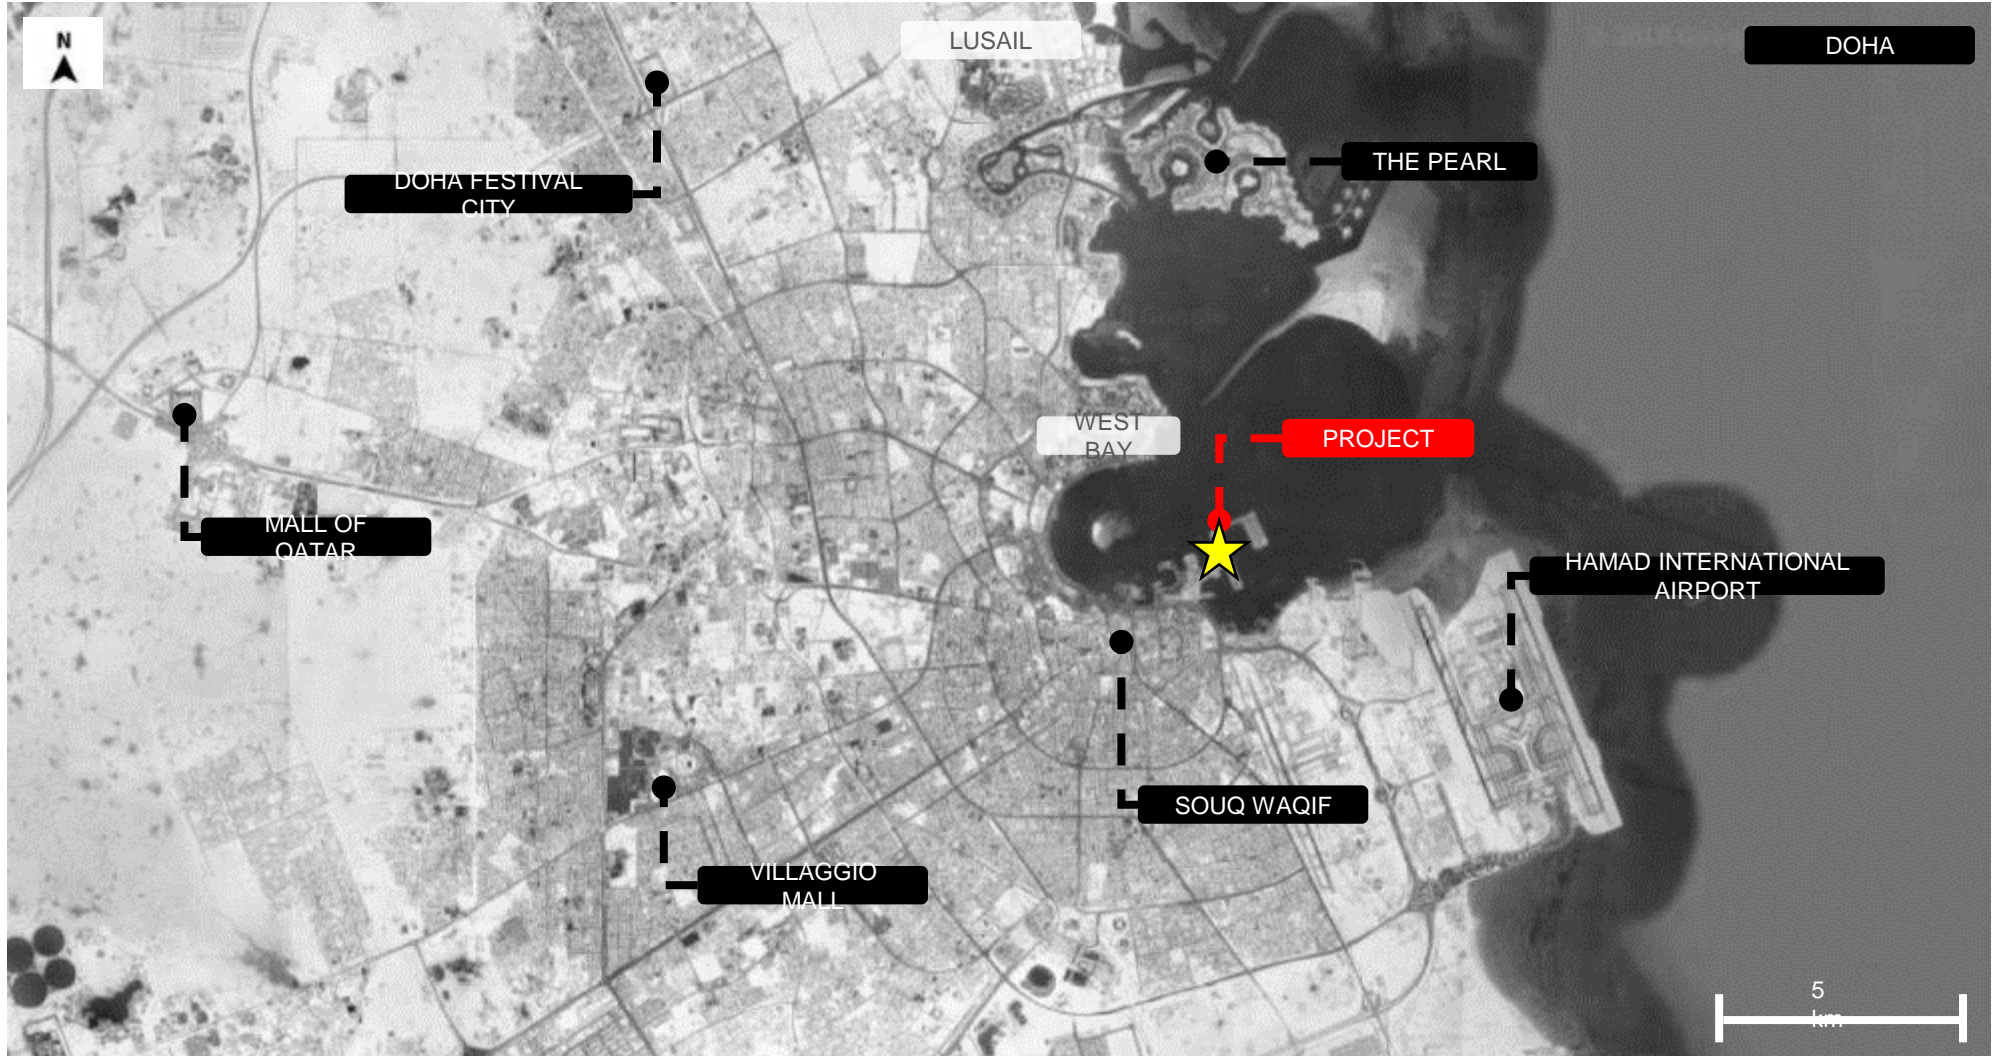 N
LUSAIL
DOHA
THE PEARL
DOHA FESTIVAL
CITY
WEST
BAY
PROJECT
MALL OF
QATAR
HAMAD INTERNATIONAL
AIRPORT
SOUQ WAQIF
VILLAGGIO
MALL
5
km